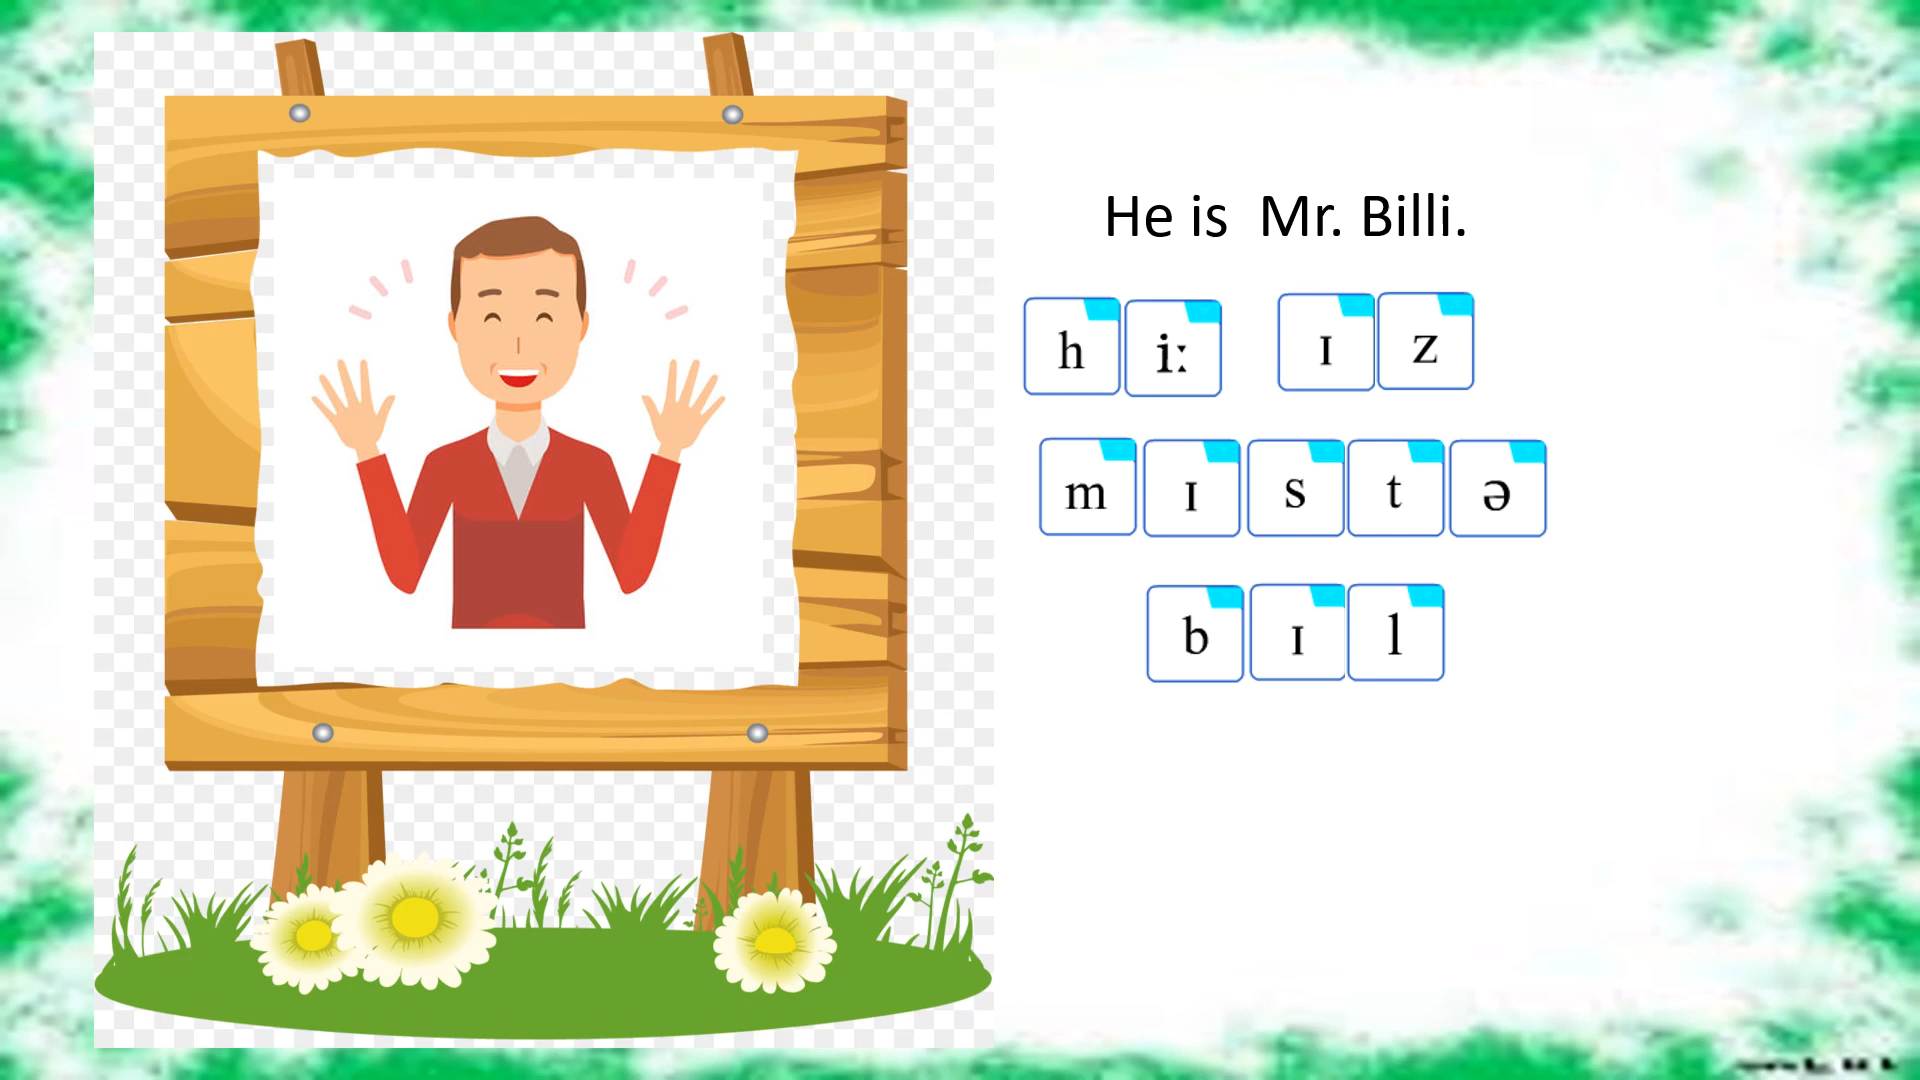 He is  Mr. Billi.
h iː ɪ z
m ɪ s t ə
b ɪ l